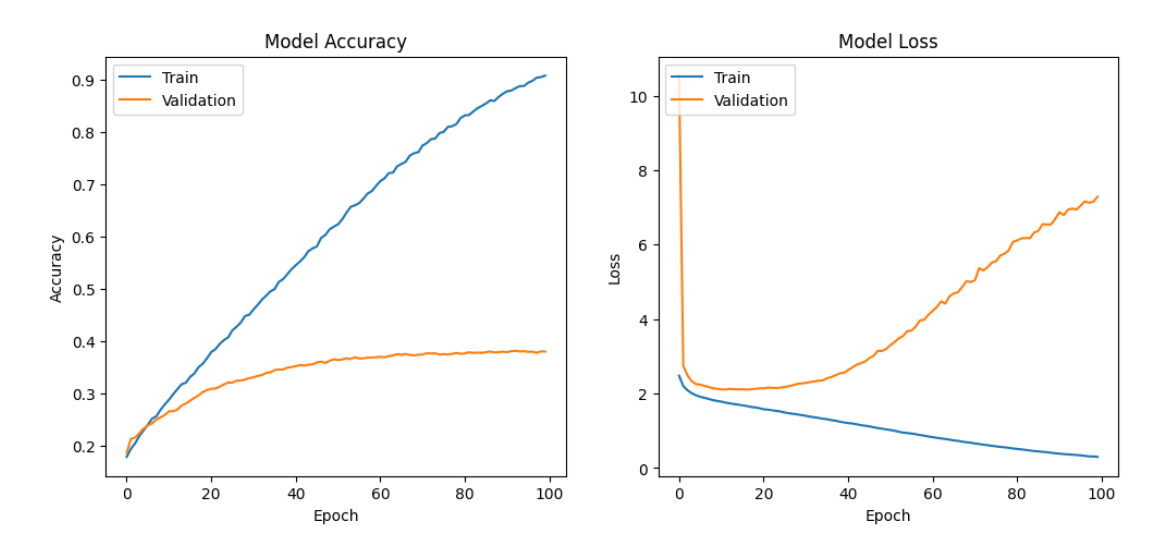 Model Accuracy
Train
Validation
0.9
0.8
0.7
0.6
0.5
0.4
0.3
0.2
Accuracy
0 20 40 60 80 100
Epoch
Model Loss
Train
Validation
10
8
6
4
2
0
Loss
0 20 40 60 80 100
Epoch